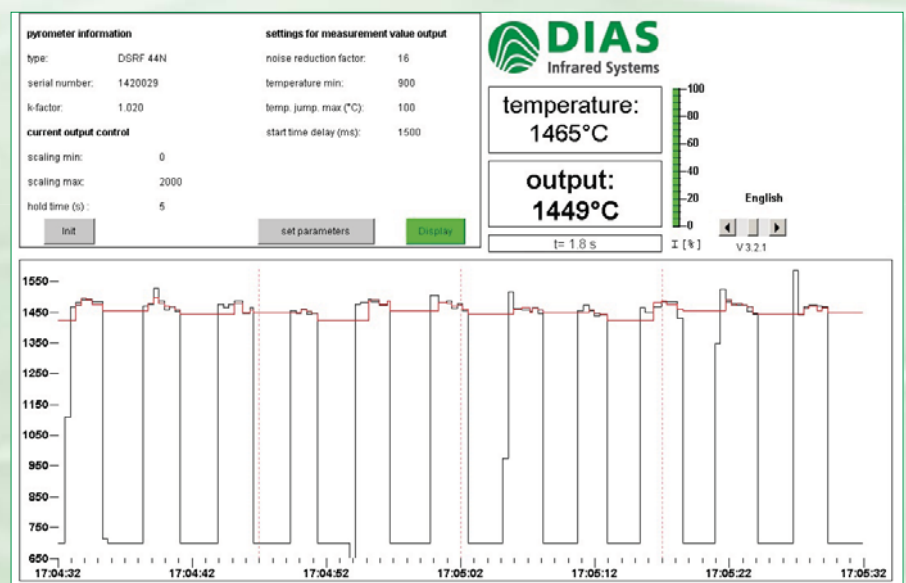 pyrometer information
type: DSRF 44N
serial number: 1420029
k-factor: 1.020
current output control
scaling min: 0
scaling max: 2000
hold time (s) : 5
Init
settings for measurement value output
noise reduction factor: 16
temperature min: 900
temp. jump. max (°C): 100
start time delay (ms): 1500
set parameters
Display
DIAS
Infrared Systems
temperature:
1465°C
output:
1449°C
t= 1.8 s
100
80
60
40
20
0
I [%]
English
V 3.2.1
1550
1450
1350
1250
1150
1050
950
850
750
650
17:04:32 17:04:42 17:04:52 17:05:02 17:05:12 17:05:22 17:05:32